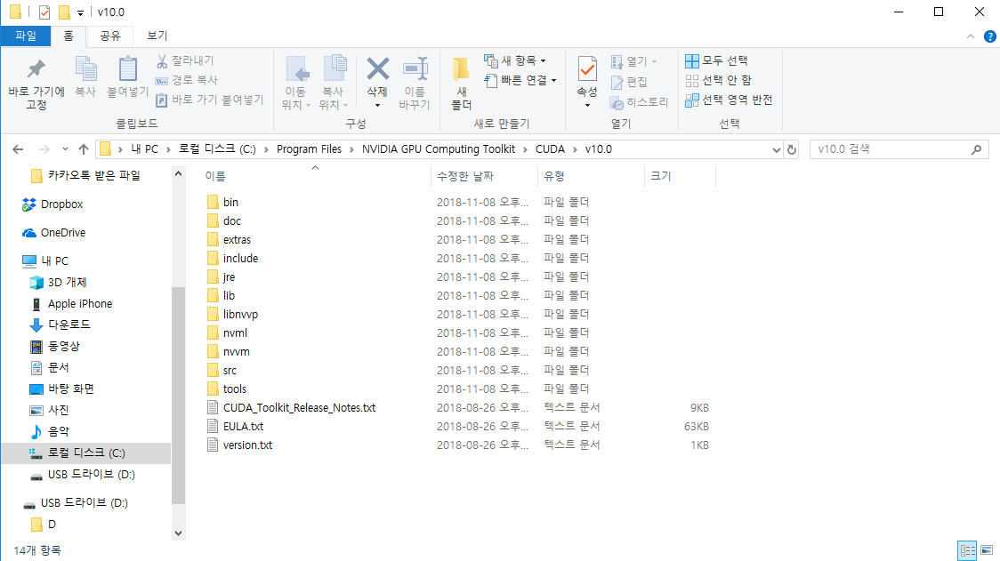 v10.0
파일 홈 공유 보기
바로 가기에 고정
복사
붙여넣기
잘라내기
경로 복사
바로 가기 붙여넣기
클립보드
이동 위치
복사 위치
삭제
이름 바꾸기
구성
새 폴더
새 항목
빠른 연결
새로 만들기
속성
열기
편집
히스토리
열기
모두 선택
선택 안 함
선택 영역 반전
선택
내 PC > 로컬 디스크 (C:) > Program Files > NVIDIA GPU Computing Toolkit > CUDA > v10.0
v10.0 검색
카카오톡 받은 파일
Dropbox
OneDrive
내 PC
3D 개체
Apple iPhone
다운로드
동영상
문서
바탕 화면
사진
음악
로컬 디스크 (C:)
USB 드라이브 (D:)
USB 드라이브 (D:)
D
이름 수정한 날짜 유형 크기
bin 2018-11-08 오후... 파일 폴더
doc 2018-11-08 오후... 파일 폴더
extras 2018-11-08 오후... 파일 폴더
include 2018-11-08 오후... 파일 폴더
jre 2018-11-08 오후... 파일 폴더
lib 2018-11-08 오후... 파일 폴더
libnvvp 2018-11-08 오후... 파일 폴더
nvml 2018-11-08 오후... 파일 폴더
nvvm 2018-11-08 오후... 파일 폴더
src 2018-11-08 오후... 파일 폴더
tools 2018-11-08 오후... 파일 폴더
CUDA_Toolkit_Release_Notes.txt 2018-08-26 오후... 텍스트 문서 9KB
EULA.txt 2018-08-26 오후... 텍스트 문서 63KB
version.txt 2018-08-26 오후... 텍스트 문서 1KB
14개 항목